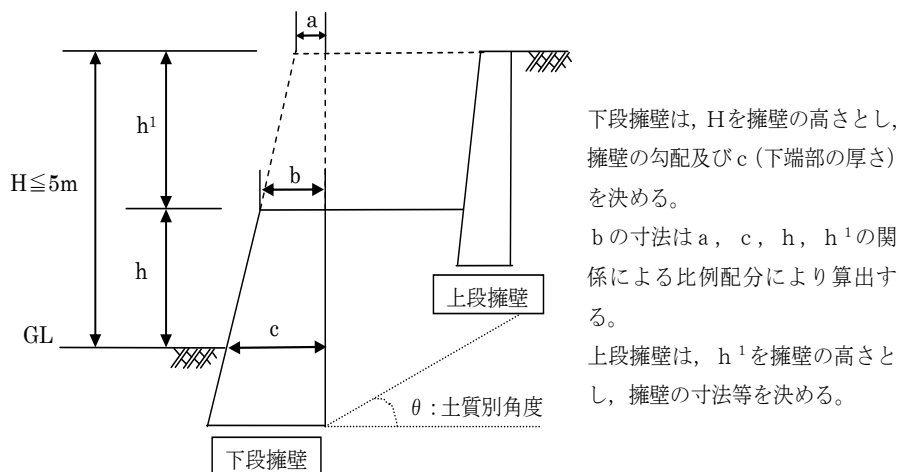 a
h¹
H≦5m
b
h
GL
c
上段擁壁
θ：土質別角度
下段擁壁
下段擁壁は，Hを擁壁の高さとし，
擁壁の勾配及びc（下端部の厚さ）
を決める。
bの寸法はa，c，h，h¹の関
係による比例配分により算出す
る。
上段擁壁は，h¹を擁壁の高さと
し，擁壁の寸法等を決める。